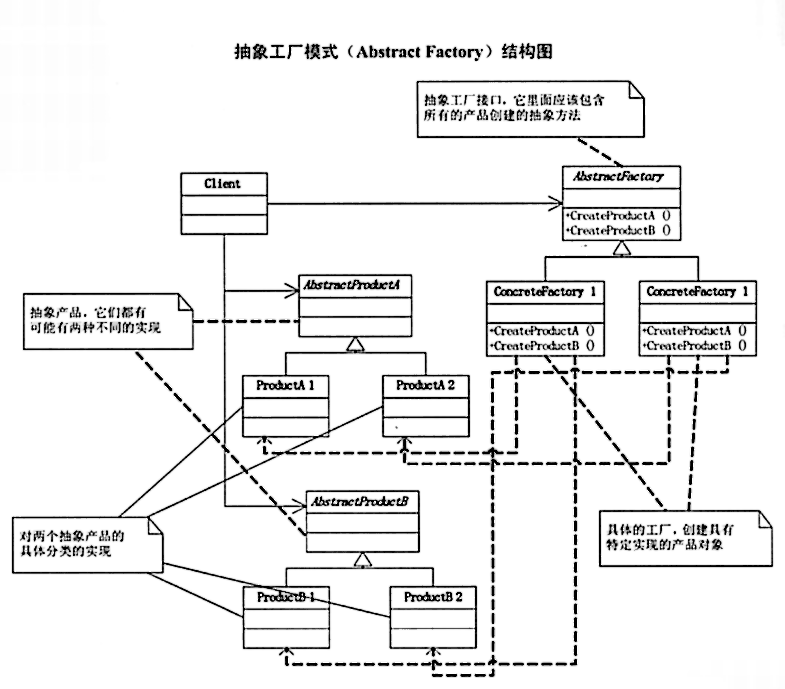 抽象工厂模式（Abstract Factory）结构图
抽象工厂接口，它里面应该包含
所有的产品创建的抽象方法
Client
AbstractFactory
+CreateProductA ()
+CreateProductB ()
AbstractProductA
ConcreteFactory 1
+CreateProductA ()
+CreateProductB ()
ConcreteFactory 1
+CreateProductA ()
+CreateProductB ()
抽象产品，它们都有
可能有两种不同的实现
ProductA 1
ProductA 2
AbstractProductB
对两个抽象产品的
具体分类的实现
具体的工厂，创建具有
特定实现的产品对象
ProductB 1
ProductB 2